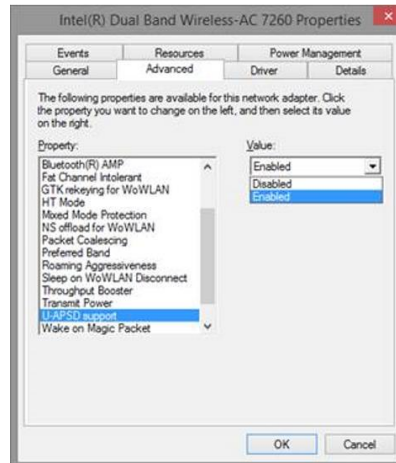 Intel(R) Dual Band Wireless-AC 7260 Properties
Events Resources Power Management
General Advanced Driver Details
The following properties are available for this network adapter. Click
the property you want to change on the left, and then select its value
on the right.
Property:
Bluetooth(R) AMP
Fat Channel Intolerant
GTK rekeying for WoWLAN
HT Mode
Mixed Mode Protection
NS offload for WoWLAN
Packet Coalescing
Preferred Band
Roaming Aggressiveness
Sleep on WoWLAN Disconnect
Throughput Booster
Transmit Power
U-APSD support
Wake on Magic Packet
Value:
Enabled
Disabled
Enabled
OK Cancel